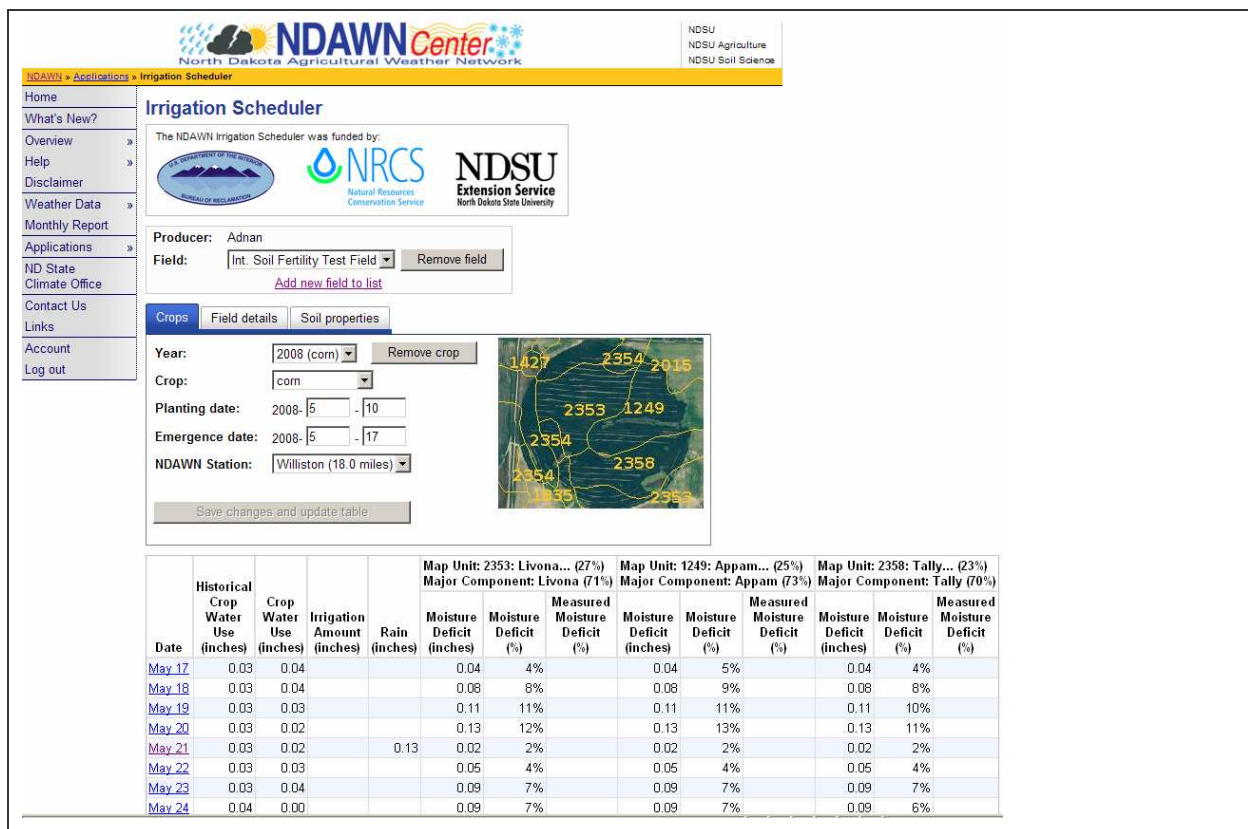 NDAWN Center
North Dakota Agricultural Weather Network
NDSU
NDSU Agriculture
NDSU Soil Science
NDAWN » Applications » Irrigation Scheduler
Home
What's New?
Overview »
Help »
Disclaimer
Weather Data »
Monthly Report
Applications »
ND State
Climate Office
Contact Us
Links
Account
Log out
Irrigation Scheduler
The NDAWN Irrigation Scheduler was funded by:
U.S. DEPARTMENT OF THE INTERIOR
BUREAU OF RECLAMATION
NRCS
Natural Resources
Conservation Service
NDSU
Extension Service
North Dakota State University
Producer: Adnan
Field: Int. Soil Fertility Test Field Remove field
Add new field to list
Crops Field details Soil properties
Year: 2008 (corn) Remove crop
Crop: corn
Planting date: 2008- 5 - 10
Emergence date: 2008- 5 - 17
NDAWN Station: Williston (18.0 miles)
Save changes and update table
1427 2354 2015
2353 1249
2354
2358
2354
1835 2353
Map Unit: 2353: Livona... (27%) Map Unit: 1249: Appam... (25%) Map Unit: 2358: Tally... (23%)
Major Component: Livona (71%) Major Component: Appam (73%) Major Component: Tally (70%)
Date Historical Crop Water Use (inches) Crop Water Use (inches) Irrigation Amount (inches) Rain (inches) Moisture Deficit (inches) Moisture Deficit (%) Measured Moisture Deficit (%) Moisture Deficit (inches) Moisture Deficit (%) Measured Moisture Deficit (%) Moisture Deficit (inches) Moisture Deficit (%) Measured Moisture Deficit (%)
May 17 0.03 0.04 0.04 4% 0.04 5% 0.04 4%
May 18 0.03 0.04 0.08 8% 0.08 9% 0.08 8%
May 19 0.03 0.03 0.11 11% 0.11 11% 0.11 10%
May 20 0.03 0.02 0.13 12% 0.13 13% 0.13 11%
May 21 0.03 0.02 0.13 0.02 2% 0.02 2% 0.02 2%
May 22 0.03 0.03 0.05 4% 0.05 4% 0.05 4%
May 23 0.03 0.04 0.09 7% 0.09 7% 0.09 7%
May 24 0.04 0.00 0.09 7% 0.09 7% 0.09 6%